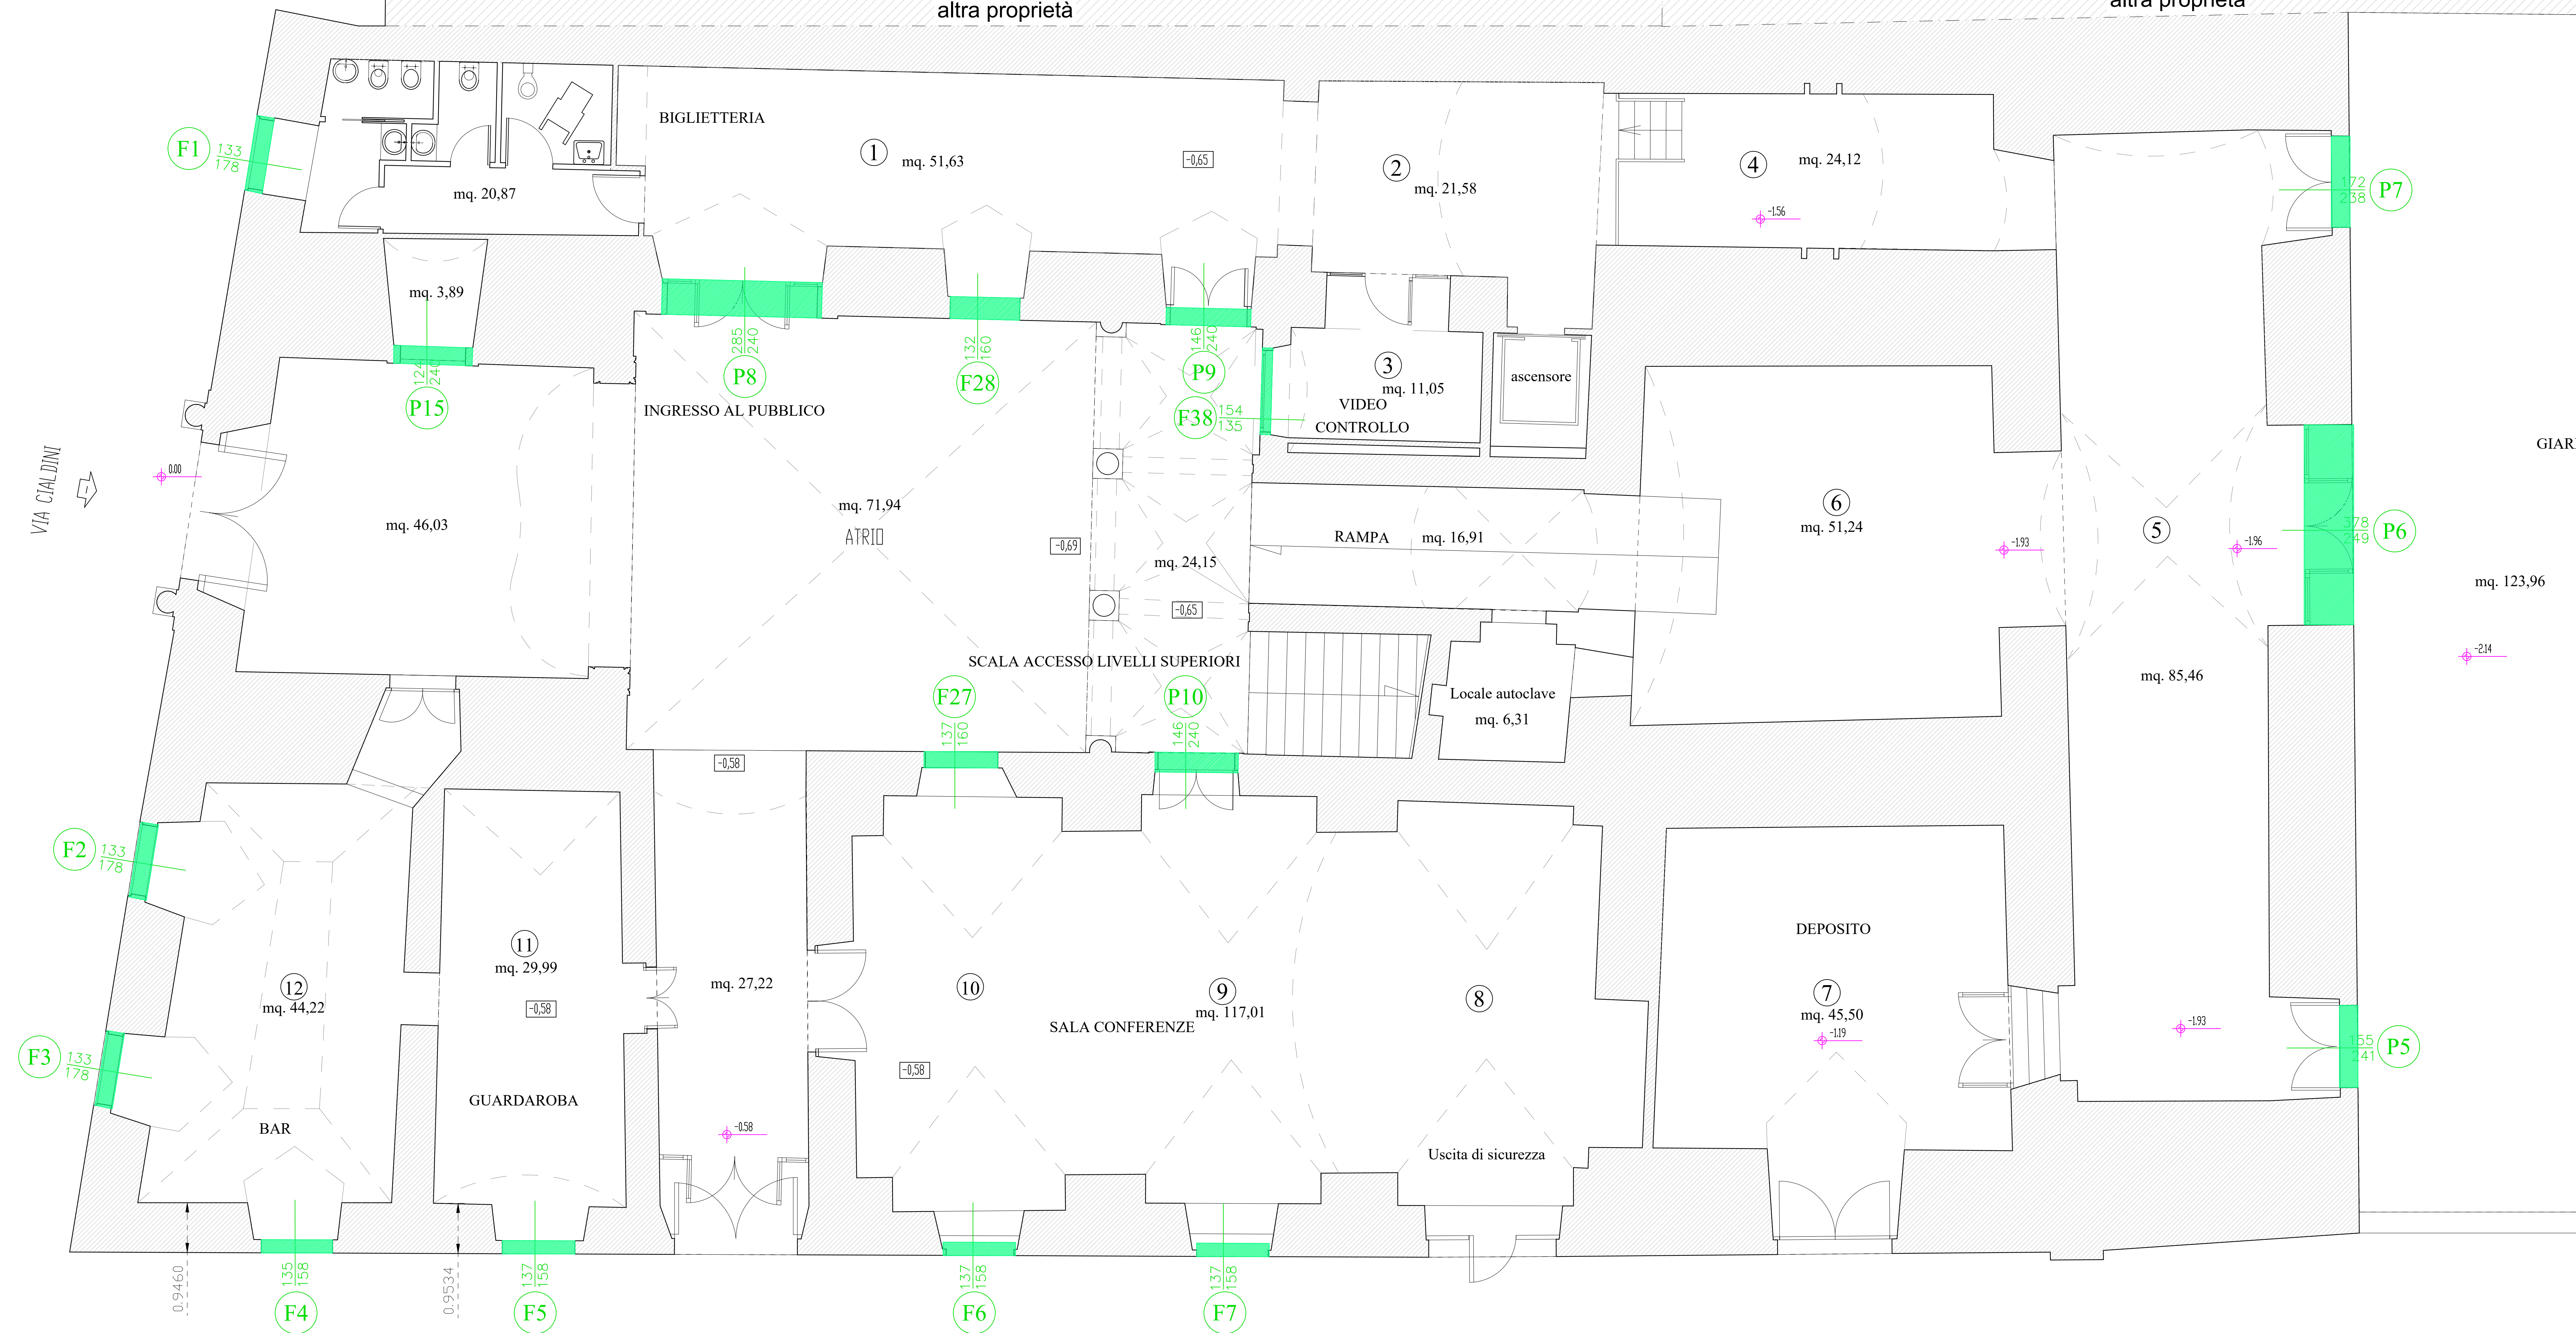 altra proprietà
altra proprietà
BIGLIETTERIA
1
mq. 51,63
-0,65
F1
133
178
mq. 20,87
2
mq. 21,58
4
mq. 24,12
-1.56
172
238
P7
mq. 3,89
124
240
P15
285
240
P8
132
160
F28
146
240
P9
F38
154
135
3
mq. 11,05
VIDEO
CONTROLLO
ascensore
INGRESSO AL PUBBLICO
VIA CIALDINI
0.00
mq. 46,03
mq. 71,94
ATRIO
-0,69
mq. 24,15
-0,65
RAMPA
mq. 16,91
6
mq. 51,24
-1.93
5
-1.96
378
249
P6
mq. 85,46
mq. 123,96
-2.14
SCALA ACCESSO LIVELLI SUPERIORI
F27
137
160
P10
146
240
Locale autoclave
mq. 6,31
-0,58
F2
133
178
F3
133
178
12
mq. 44,22
BAR
11
mq. 29,99
-0,58
GUARDAROBA
mq. 27,22
-0.58
10
9
mq. 117,01
SALA CONFERENZE
-0,58
8
Uscita di sicurezza
DEPOSITO
7
mq. 45,50
-1.19
-1.93
155
241
P5
0.9460
135
158
F4
0.9534
137
158
F5
137
158
F6
137
158
F7